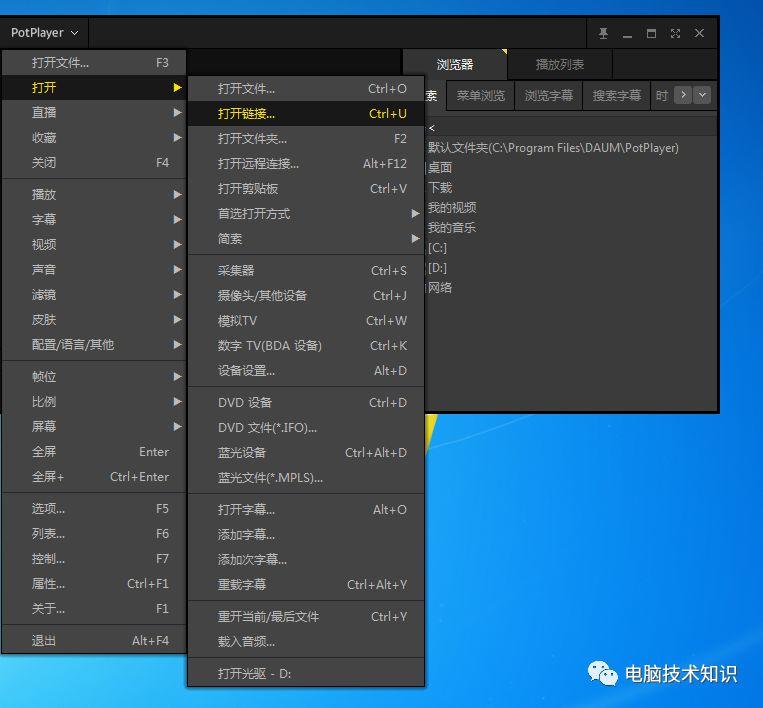 PotPlayer
打开文件... F3
打开
直播
收藏
关闭 F4
播放
字幕
视频
声音
滤镜
皮肤
配置/语言/其他
帧位
比例
屏幕
全屏 Enter
全屏+ Ctrl+Enter
选项... F5
列表... F6
控制... F7
属性... Ctrl+F1
关于... F1
退出 Alt+F4
打开文件... Ctrl+O
打开链接... Ctrl+U
打开文件夹... F2
打开远程连接... Alt+F12
打开剪贴板 Ctrl+V
首选打开方式
简索
采集器 Ctrl+S
摄像头/其他设备 Ctrl+J
模拟TV Ctrl+W
数字 TV(BDA 设备) Ctrl+K
设备设置... Alt+D
DVD 设备 Ctrl+D
DVD 文件(*.IFO)...
蓝光设备 Ctrl+Alt+D
蓝光文件(*.MPLS)...
打开字幕... Alt+O
添加字幕...
添加次字幕...
重载字幕 Ctrl+Alt+Y
重开当前/最后文件 Ctrl+Y
载入音频...
打开光驱 - D:
浏览器 播放列表
索 菜单浏览 浏览字幕 搜索字幕 时
<
默认文件夹(C:\Program Files\DAUM\PotPlayer)
桌面
下载
我的视频
我的音乐
[C:]
[D:]
网络
电脑技术知识